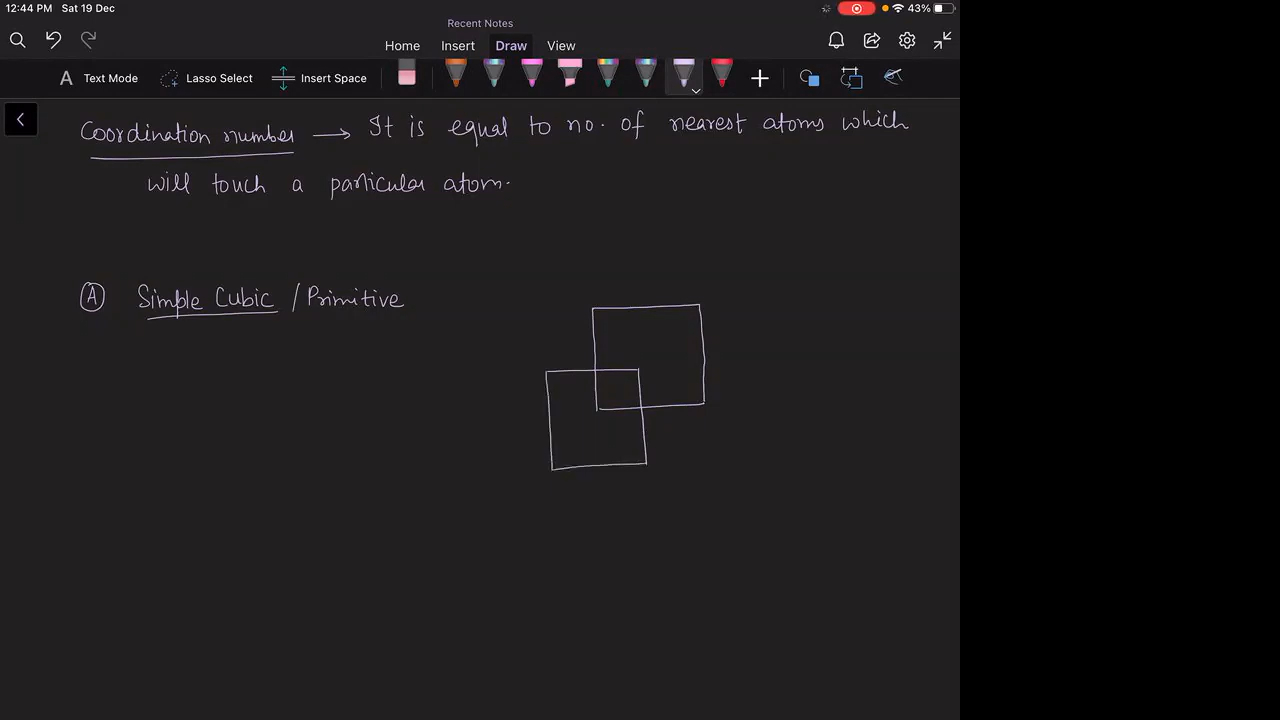 12:44 PM Sat 19 Dec
43%
Recent Notes
Home Insert Draw View
Text Mode Lasso Select Insert Space
Coordination number → It is equal to no. of nearest atoms which
will touch a particular atom.
A Simple Cubic / Primitive